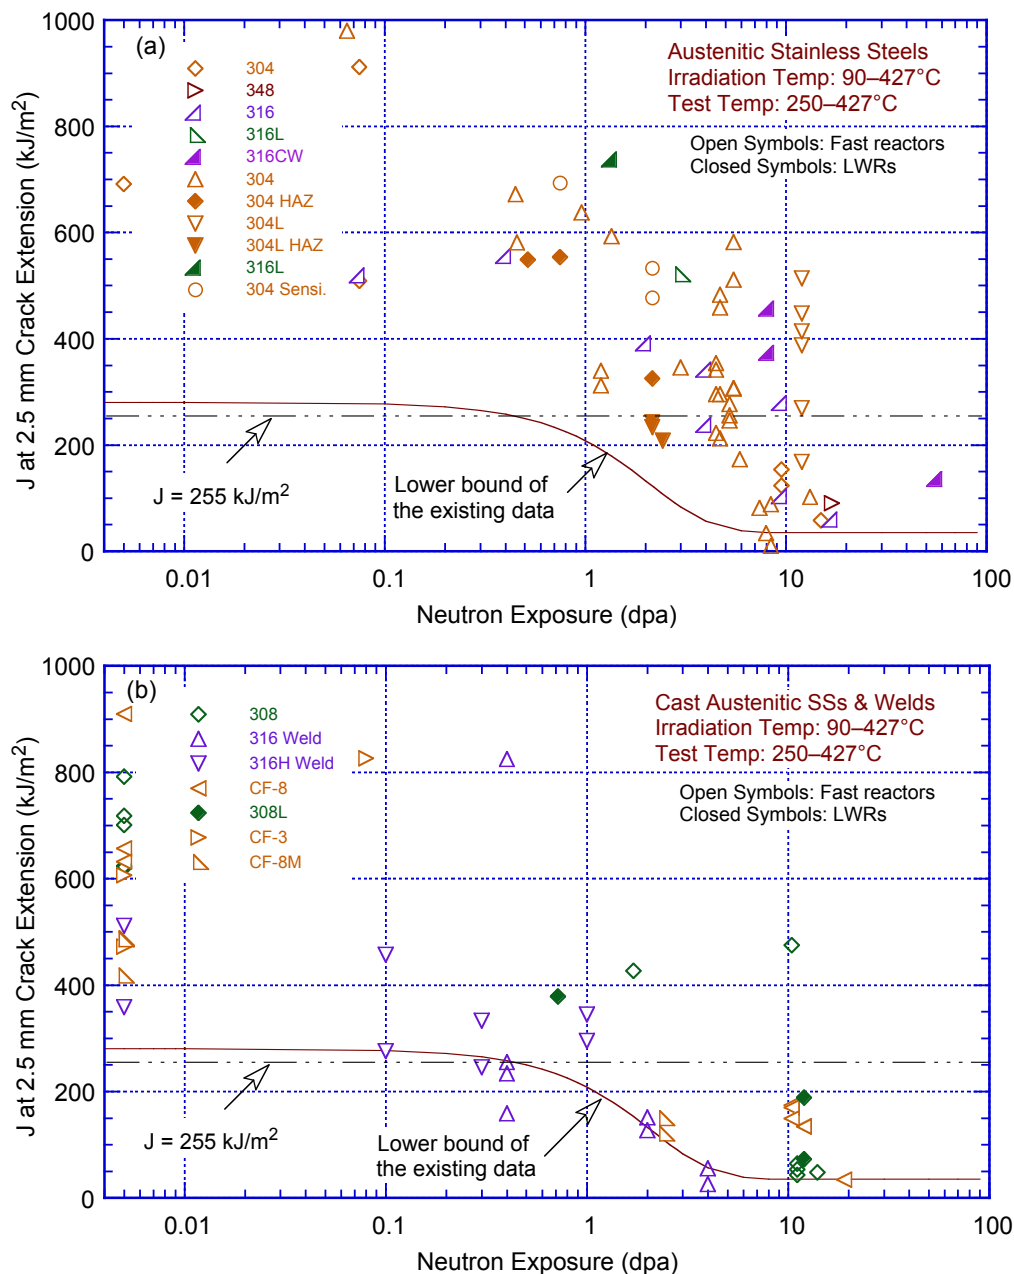 1000
(a)
Austenitic Stainless Steels
Irradiation Temp: 90–427°C
Test Temp: 250–427°C
Open Symbols: Fast reactors
Closed Symbols: LWRs
304
348
316
316L
316CW
304
304 HAZ
304L
304L HAZ
316L
304 Sensi.
800
600
400
200
0
J at 2.5 mm Crack Extension (kJ/m²)
J = 255 kJ/m²
Lower bound of
the existing data
0.01
0.1
1
10
100
Neutron Exposure (dpa)
1000
(b)
Cast Austenitic SSs & Welds
Irradiation Temp: 90–427°C
Test Temp: 250–427°C
Open Symbols: Fast reactors
Closed Symbols: LWRs
308
316 Weld
316H Weld
CF-8
308L
CF-3
CF-8M
800
600
400
200
0
J at 2.5 mm Crack Extension (kJ/m²)
J = 255 kJ/m²
Lower bound of
the existing data
0.01
0.1
1
10
100
Neutron Exposure (dpa)